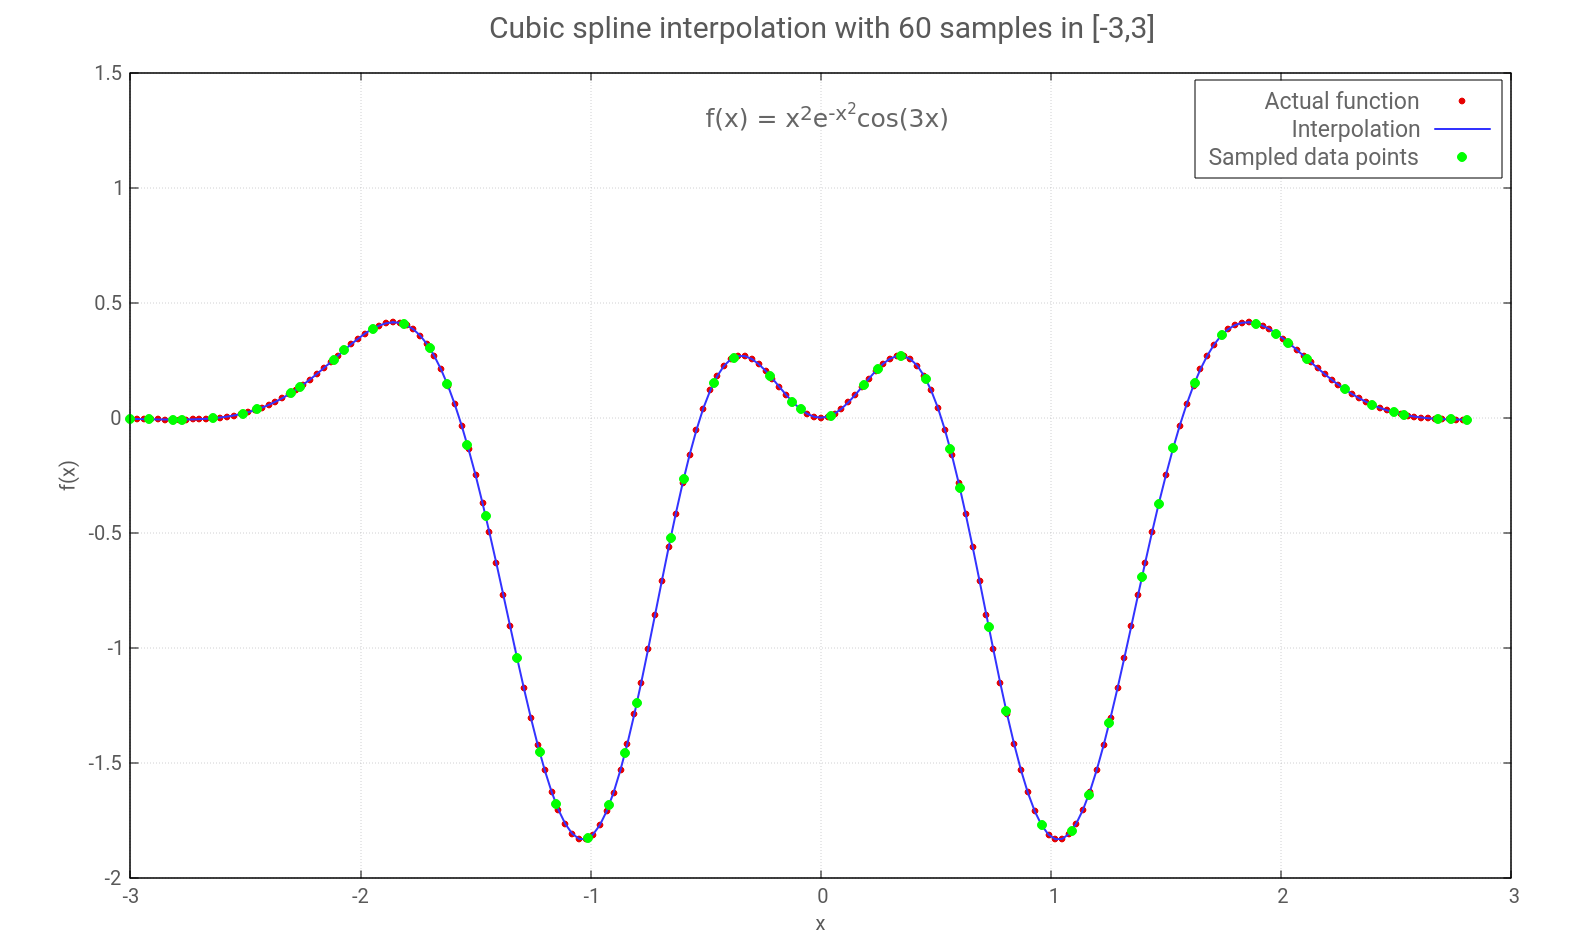 Cubic spline interpolation with 60 samples in [-3,3]
f(x) = x²e^-x²cos(3x)
Actual function
Interpolation
Sampled data points
1.5
1
0.5
0
-0.5
-1
-1.5
-2
f(x)
-3 -2 -1 0 1 2 3
x